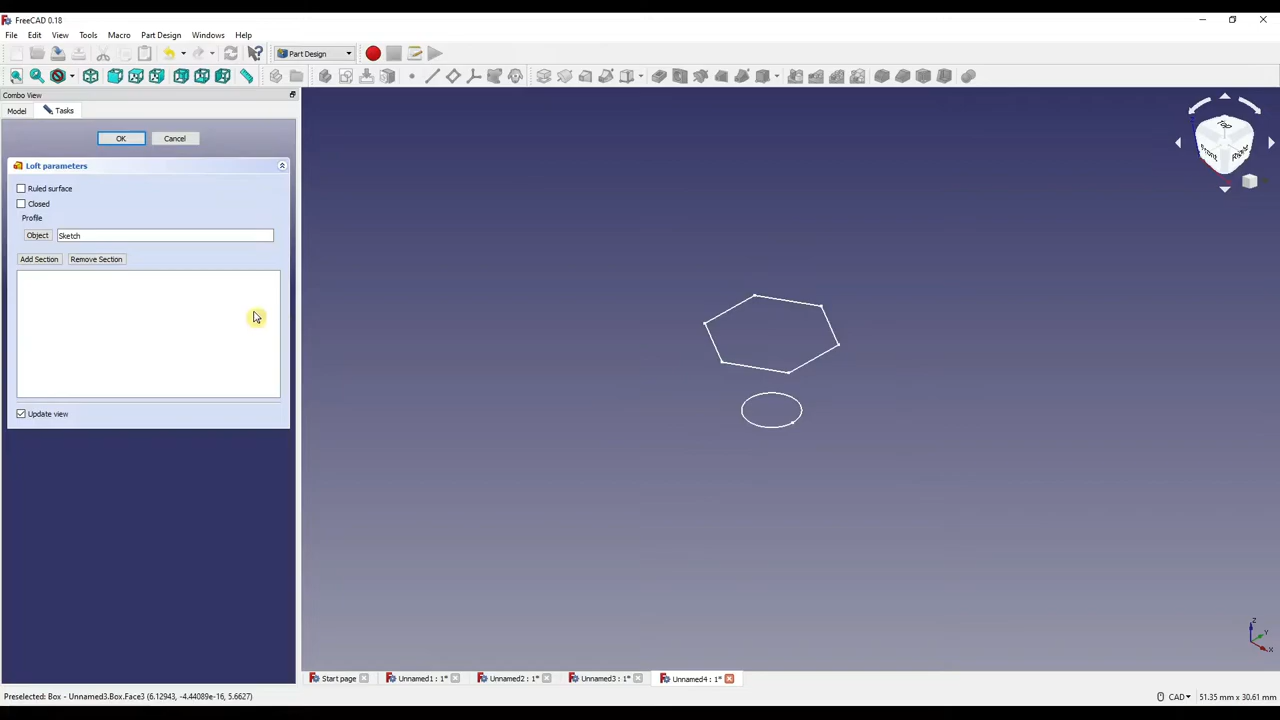 FreeCAD 0.18
File Edit View Tools Macro Part Design Windows Help
Part Design
Combo View
Model Tasks
OK Cancel
Loft parameters
Ruled surface
Closed
Profile
Object Sketch
Add Section Remove Section
Update view
Top
Front Right
Z
Y
X
Start page Unnamed1 : 1* Unnamed2 : 1* Unnamed3 : 1* Unnamed4 : 1*
Preselected: Box - Unnamed3.Box.Face3 (6.12943, -4.44089e-16, 5.6627) CAD 51.35 mm x 30.61 mm